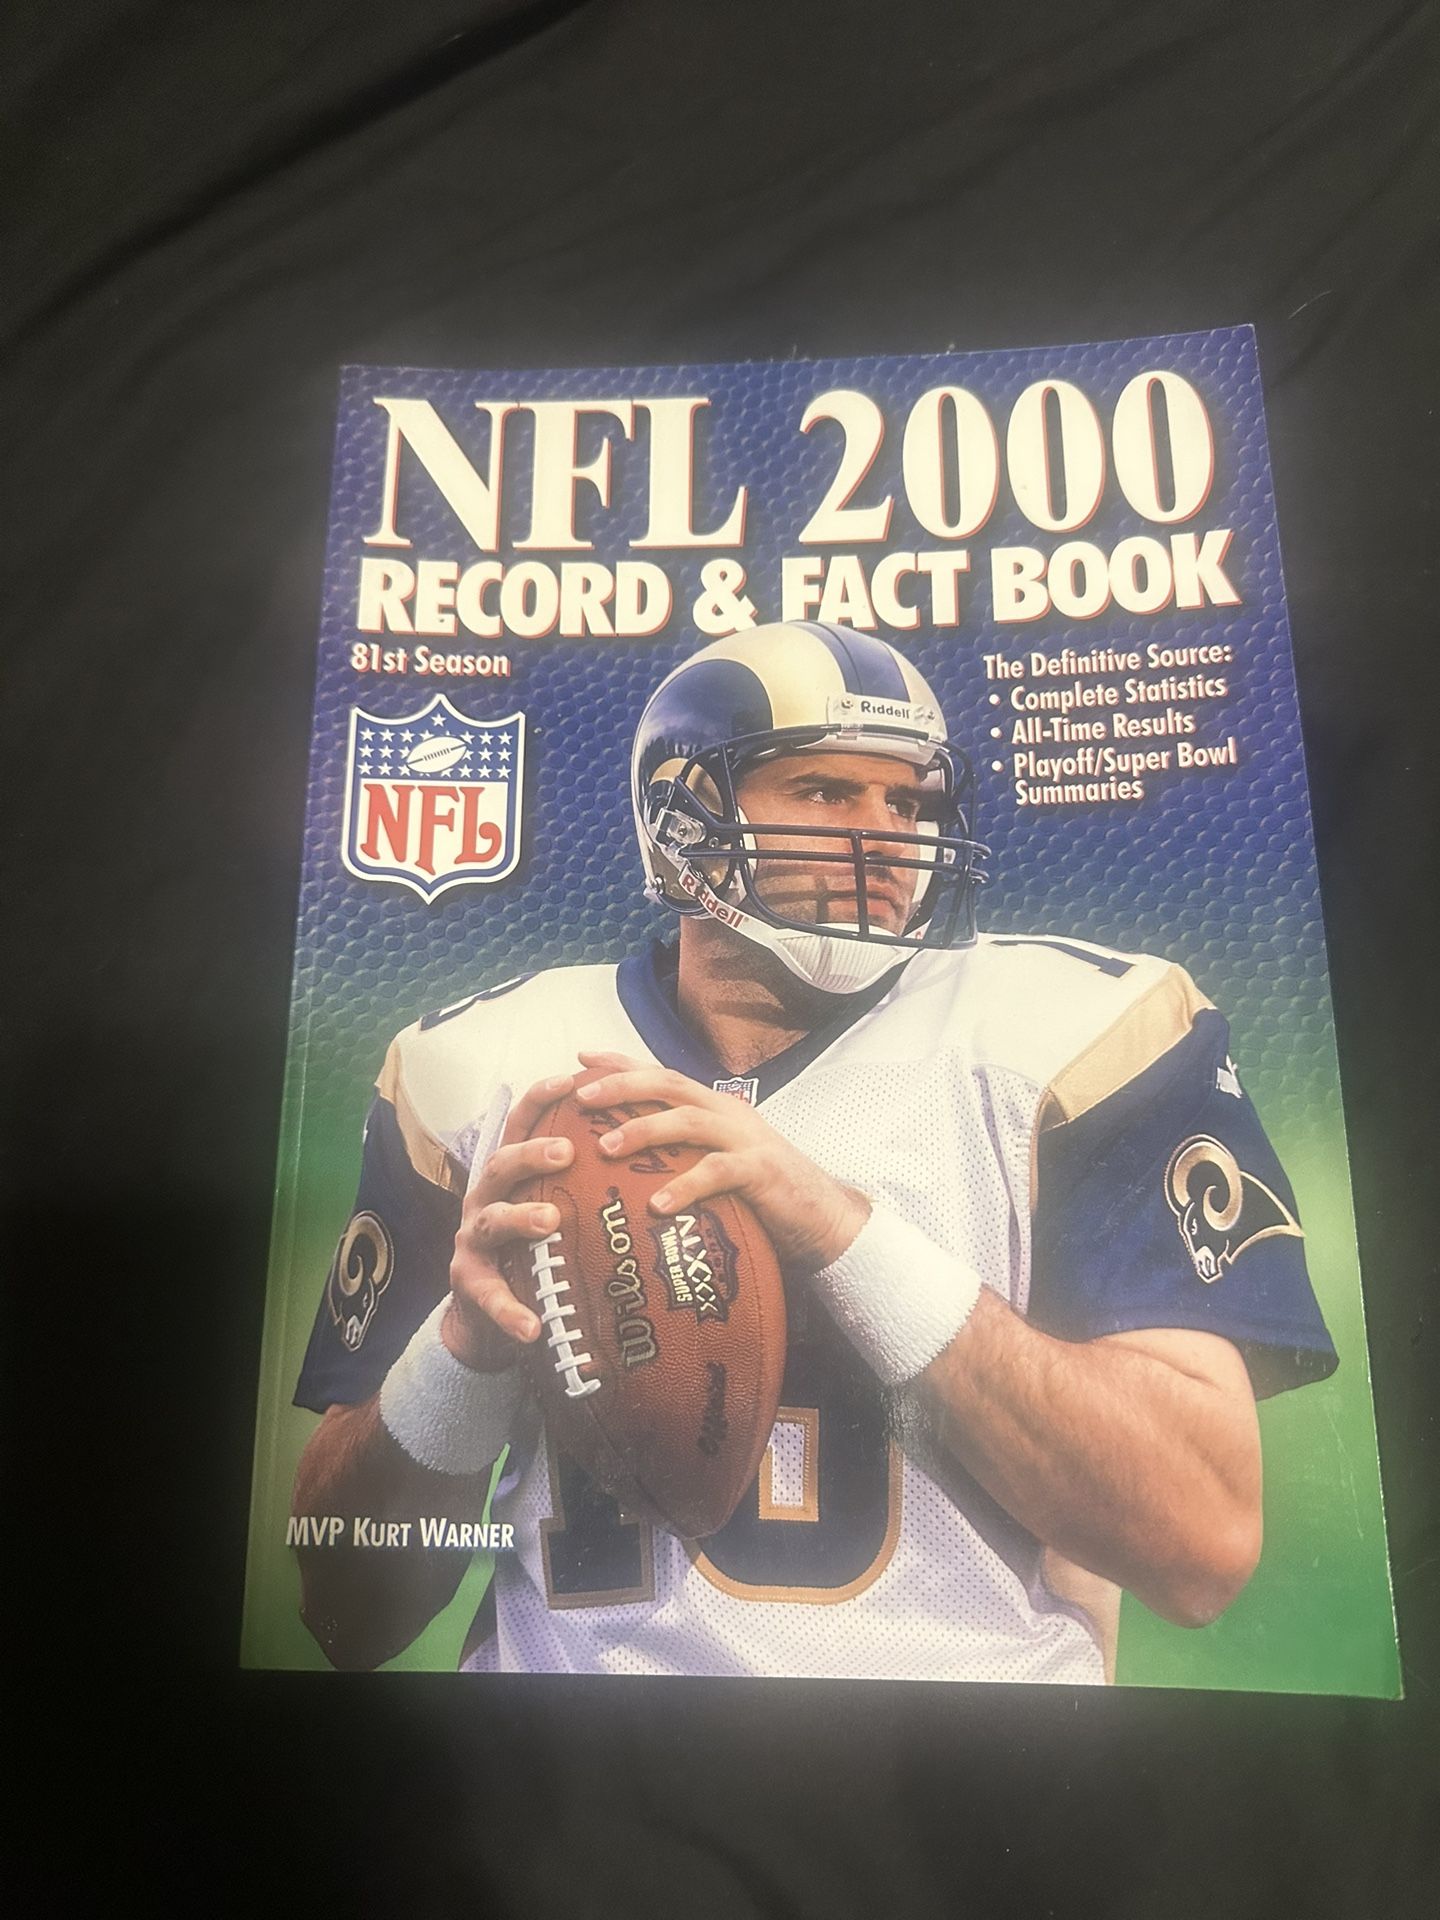 NFL 2000
RECORD & FACT BOOK
81st Season
NFL
The Definitive Source:
• Complete Statistics
• All-Time Results
• Playoff/Super Bowl
Summaries
Riddell
Riddell
Wilson
SUPER BOWL
XXXIV
MVP KURT WARNER